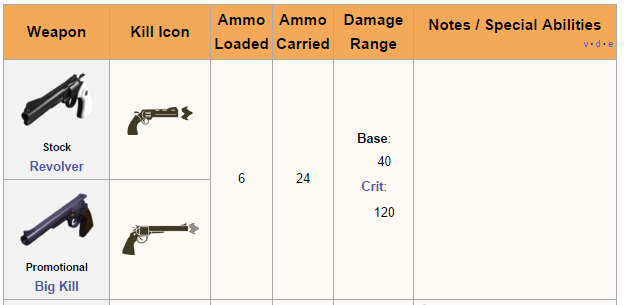 Weapon
Kill Icon
Ammo
Loaded
Ammo
Carried
Damage
Range
Notes / Special Abilities
v · d · e
Stock
Revolver
6
24
Base:
40
Crit:
120
Promotional
Big Kill